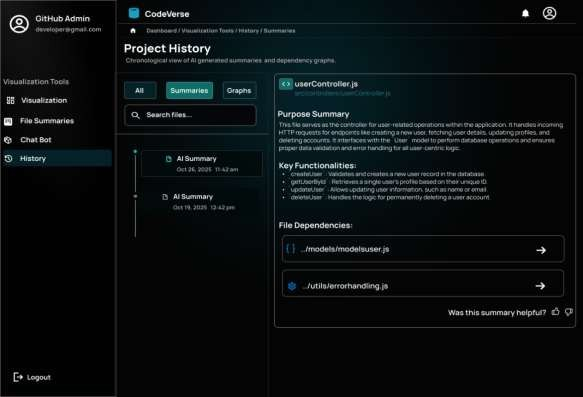 GitHub Admin
developer@gmail.com
Visualization Tools
Visualization
File Summaries
Chat Bot
History
Logout
CodeVerse
Dashboard / Visualization Tools / History / Summaries
Project History
Chronological view of AI generated summaries and dependency graphs.
All
Summaries
Graphs
Search files...
AI Summary
Oct 26, 2025 11:42 am
AI Summary
Oct 19, 2025 12:42 pm
userController.js
src/controllers/userController.js
Purpose Summary
This file serves as the controller for user-related operations within the application. It handles incoming
HTTP requests for endpoints like creating a new user, fetching user details, updating profiles, and
deleting accounts. It interfaces with the `User` model to perform database operations and ensures
proper data validation and error handling for all user-centric logic.
Key Functionalities:
• `createUser`: Validates and creates a new user record in the database.
• `getUserById`: Retrieves a single user's profile based on their unique ID.
• `updateUser`: Allows updating user information, such as name or email.
• `deleteUser`: Handles the logic for permanently deleting a user account.
File Dependencies:
{ } ../models/modelsuser.js
../utils/errorhandling.js
Was this summary helpful?